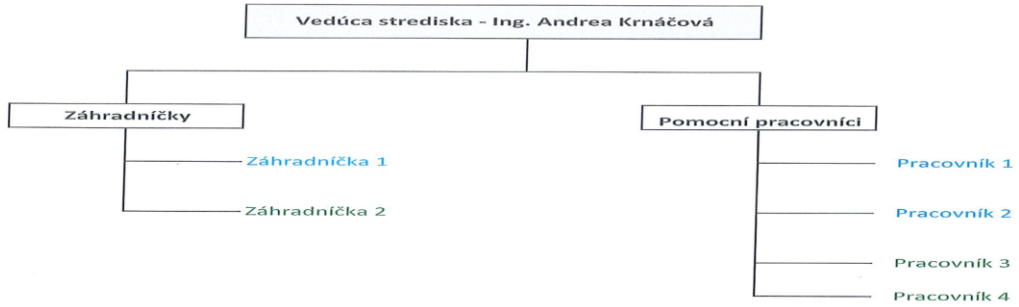 Vedúca strediska - Ing. Andrea Krnáčová
Záhradníčky
Záhradníčka 1
Záhradníčka 2
Pomocní pracovníci
Pracovník 1
Pracovník 2
Pracovník 3
Pracovník 4